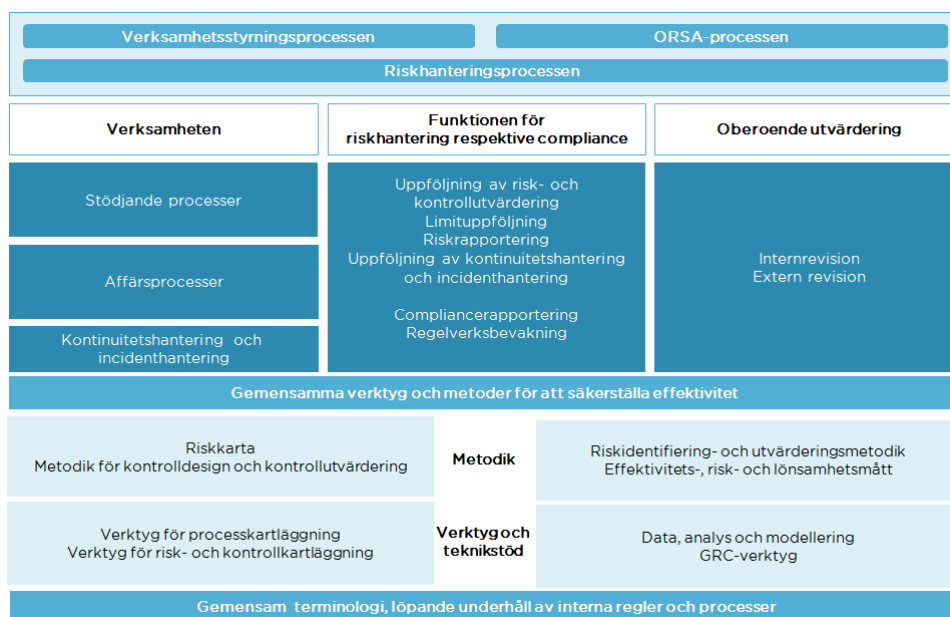 Verksamhetsstyrningsprocessen
ORSA-processen
Riskhanteringsprocessen
Verksamheten
Funktionen för
riskhantering respektive compliance
Oberoende utvärdering
Stödjande processer
Affärsprocesser
Kontinuitetshantering och
incidenthantering
Uppföljning av risk- och
kontrollutvärdering
Limituppföljning
Riskrapportering
Uppföljning av kontinuitetshantering
och incidenthantering
Compliancerapportering
Regelverksbevakning
Internrevision
Extern revision
Gemensamma verktyg och metoder för att säkerställa effektivitet
Riskkarta
Metodik för kontrolldesign och kontrollutvärdering
Metodik
Riskidentifiering- och utvärderingsmetodik
Effektivitets-, risk- och lönsamhetsmått
Verktyg för processkartläggning
Verktyg för risk- och kontrollkartläggning
Verktyg och
teknikstöd
Data, analys och modellering
GRC-verktyg
Gemensam terminologi, löpande underhåll av interna regler och processer